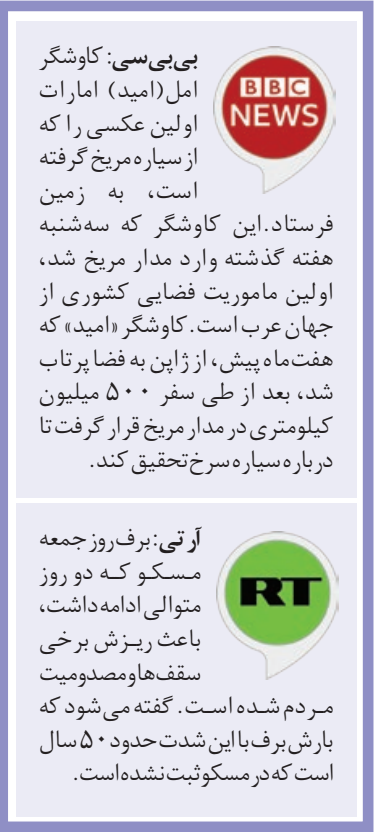 BBC
NEWS
بی‌بی‌سی: کاوشگر
امل(امید) امارات
اولین عکسی را که
از سیاره مریخ گرفته
است، به زمین
فرستاد.این کاوشگر که سه‌شنبه
هفته گذشته وارد مدار مریخ شد،
اولین ماموریت فضایی کشوری از
جهان عرب است. کاوشگر «امید» که
هفت‌ماه پیش، از ژاپن به فضا پرتاب
شد، بعد از طی سفر ۵۰۰ میلیون
کیلومتری در مدار مریخ قرار گرفت تا
درباره سیاره سرخ تحقیق کند.
RT
آر تی:برف روز جمعه
مسکو که دو روز
متوالی ادامه داشت،
باعث ریزش برخی
سقف‌ها و مصدومیت
مردم شده است. گفته می‌شود که
بارش برف با این شدت حدود ۵۰ سال
است که در مسکو ثبت نشده است.